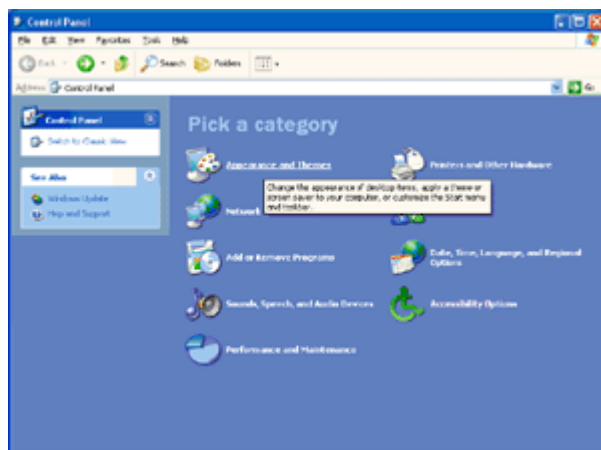 Control Panel
File Edit View Favorites Tools Help
Back Search Folders
Address Control Panel Go
Control Panel
Switch to Classic View
See Also
Windows Update
Help and Support
Pick a category
Appearance and Themes
Printers and Other Hardware
Change the appearance of desktop items, apply a theme or
screen saver to your computer, or customize the Start menu
and taskbar.
Network
Add or Remove Programs
Date, Time, Language, and Regional
Options
Sounds, Speech, and Audio Devices
Accessibility Options
Performance and Maintenance